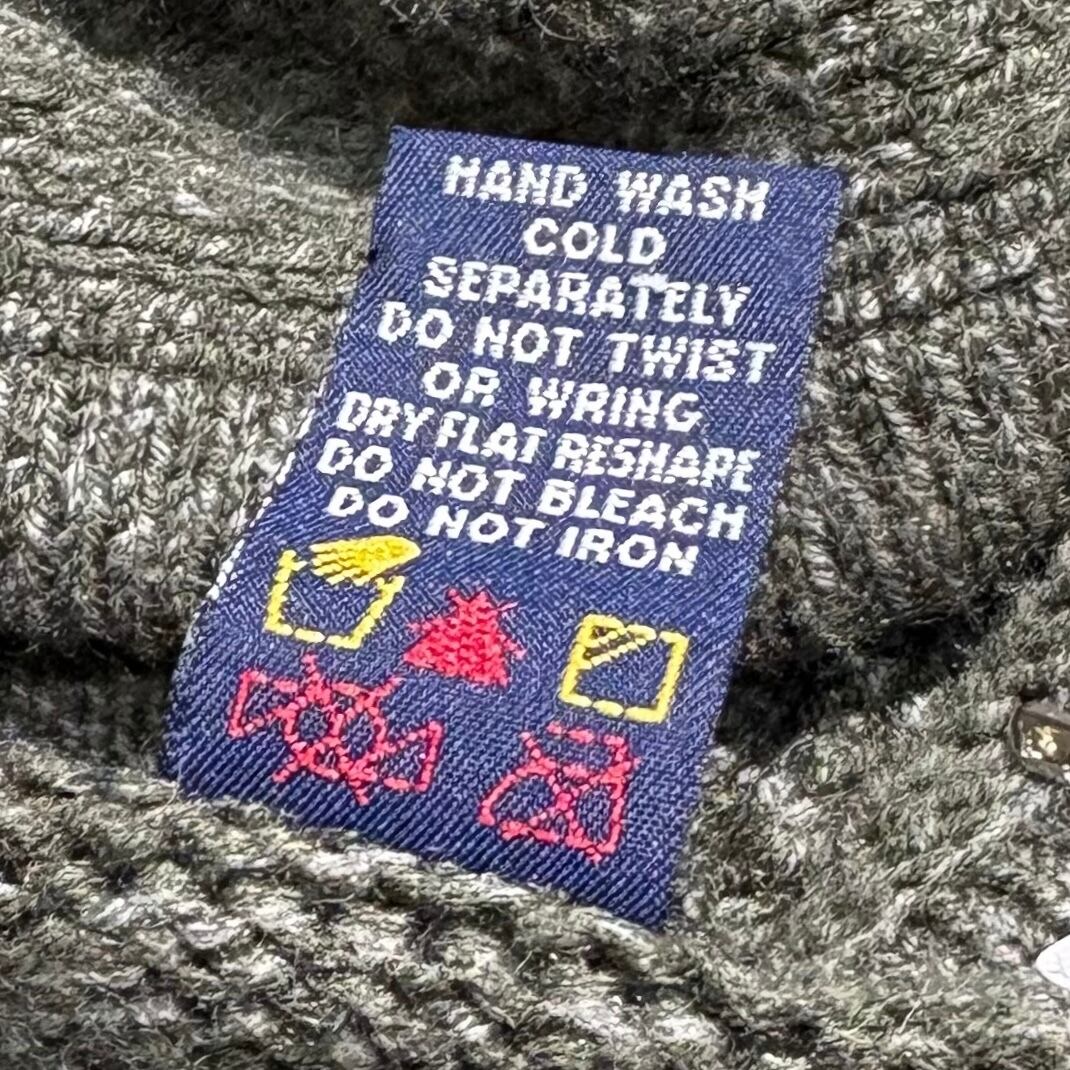 HAND WASH
COLD
SEPARATELY
DO NOT TWIST
OR WRING
DRY FLAT RESHAPE
DO NOT BLEACH
DO NOT IRON